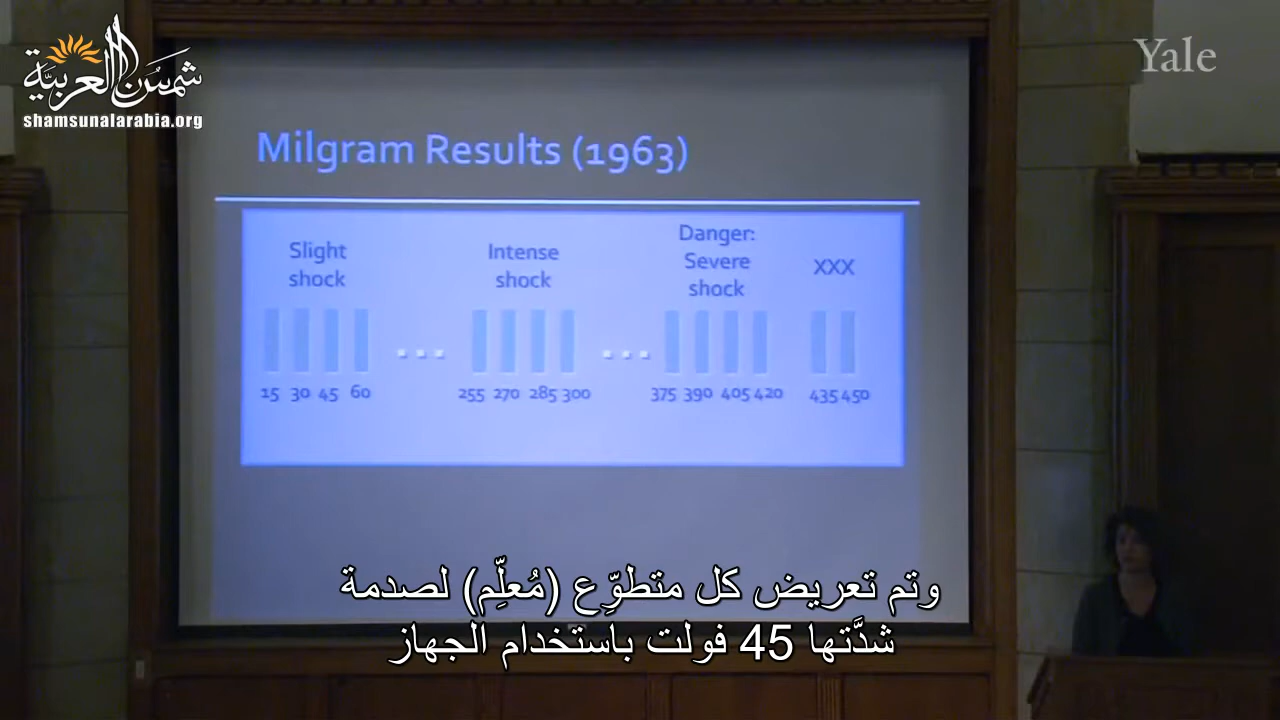 شمس العربية
shamsunalarabia.org
Yale
Milgram Results (1963)
Slight shock
Intense shock
Danger: Severe shock
XXX
15 30 45 60 ... 255 270 285 300 ... 375 390 405 420 435 450
وتم تعريض كل متطوِّع (مُعلِّم) لصدمة
شدَّتها 45 فولت باستخدام الجهاز